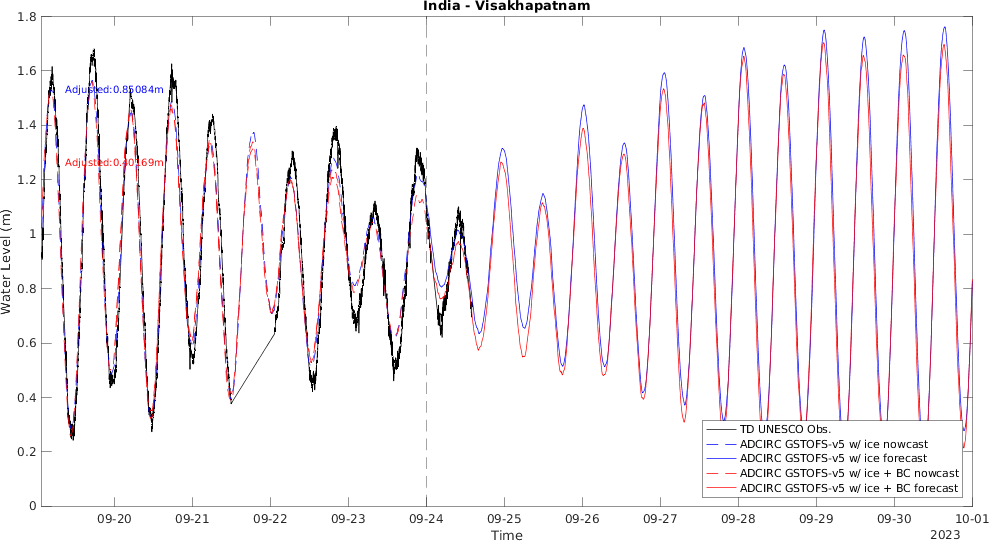 India - Visakhapatnam
Water Level (m)
1.8
1.6
1.4
1.2
1
0.8
0.6
0.4
0.2
0
Adjusted:0.85084m
Adjusted:0.40169m
TD UNESCO Obs.
ADCIRC GSTOFS-v5 w/ ice nowcast
ADCIRC GSTOFS-v5 w/ ice forecast
ADCIRC GSTOFS-v5 w/ ice + BC nowcast
ADCIRC GSTOFS-v5 w/ ice + BC forecast
09-20 09-21 09-22 09-23 09-24 09-25 09-26 09-27 09-28 09-29 09-30 10-01
Time
2023